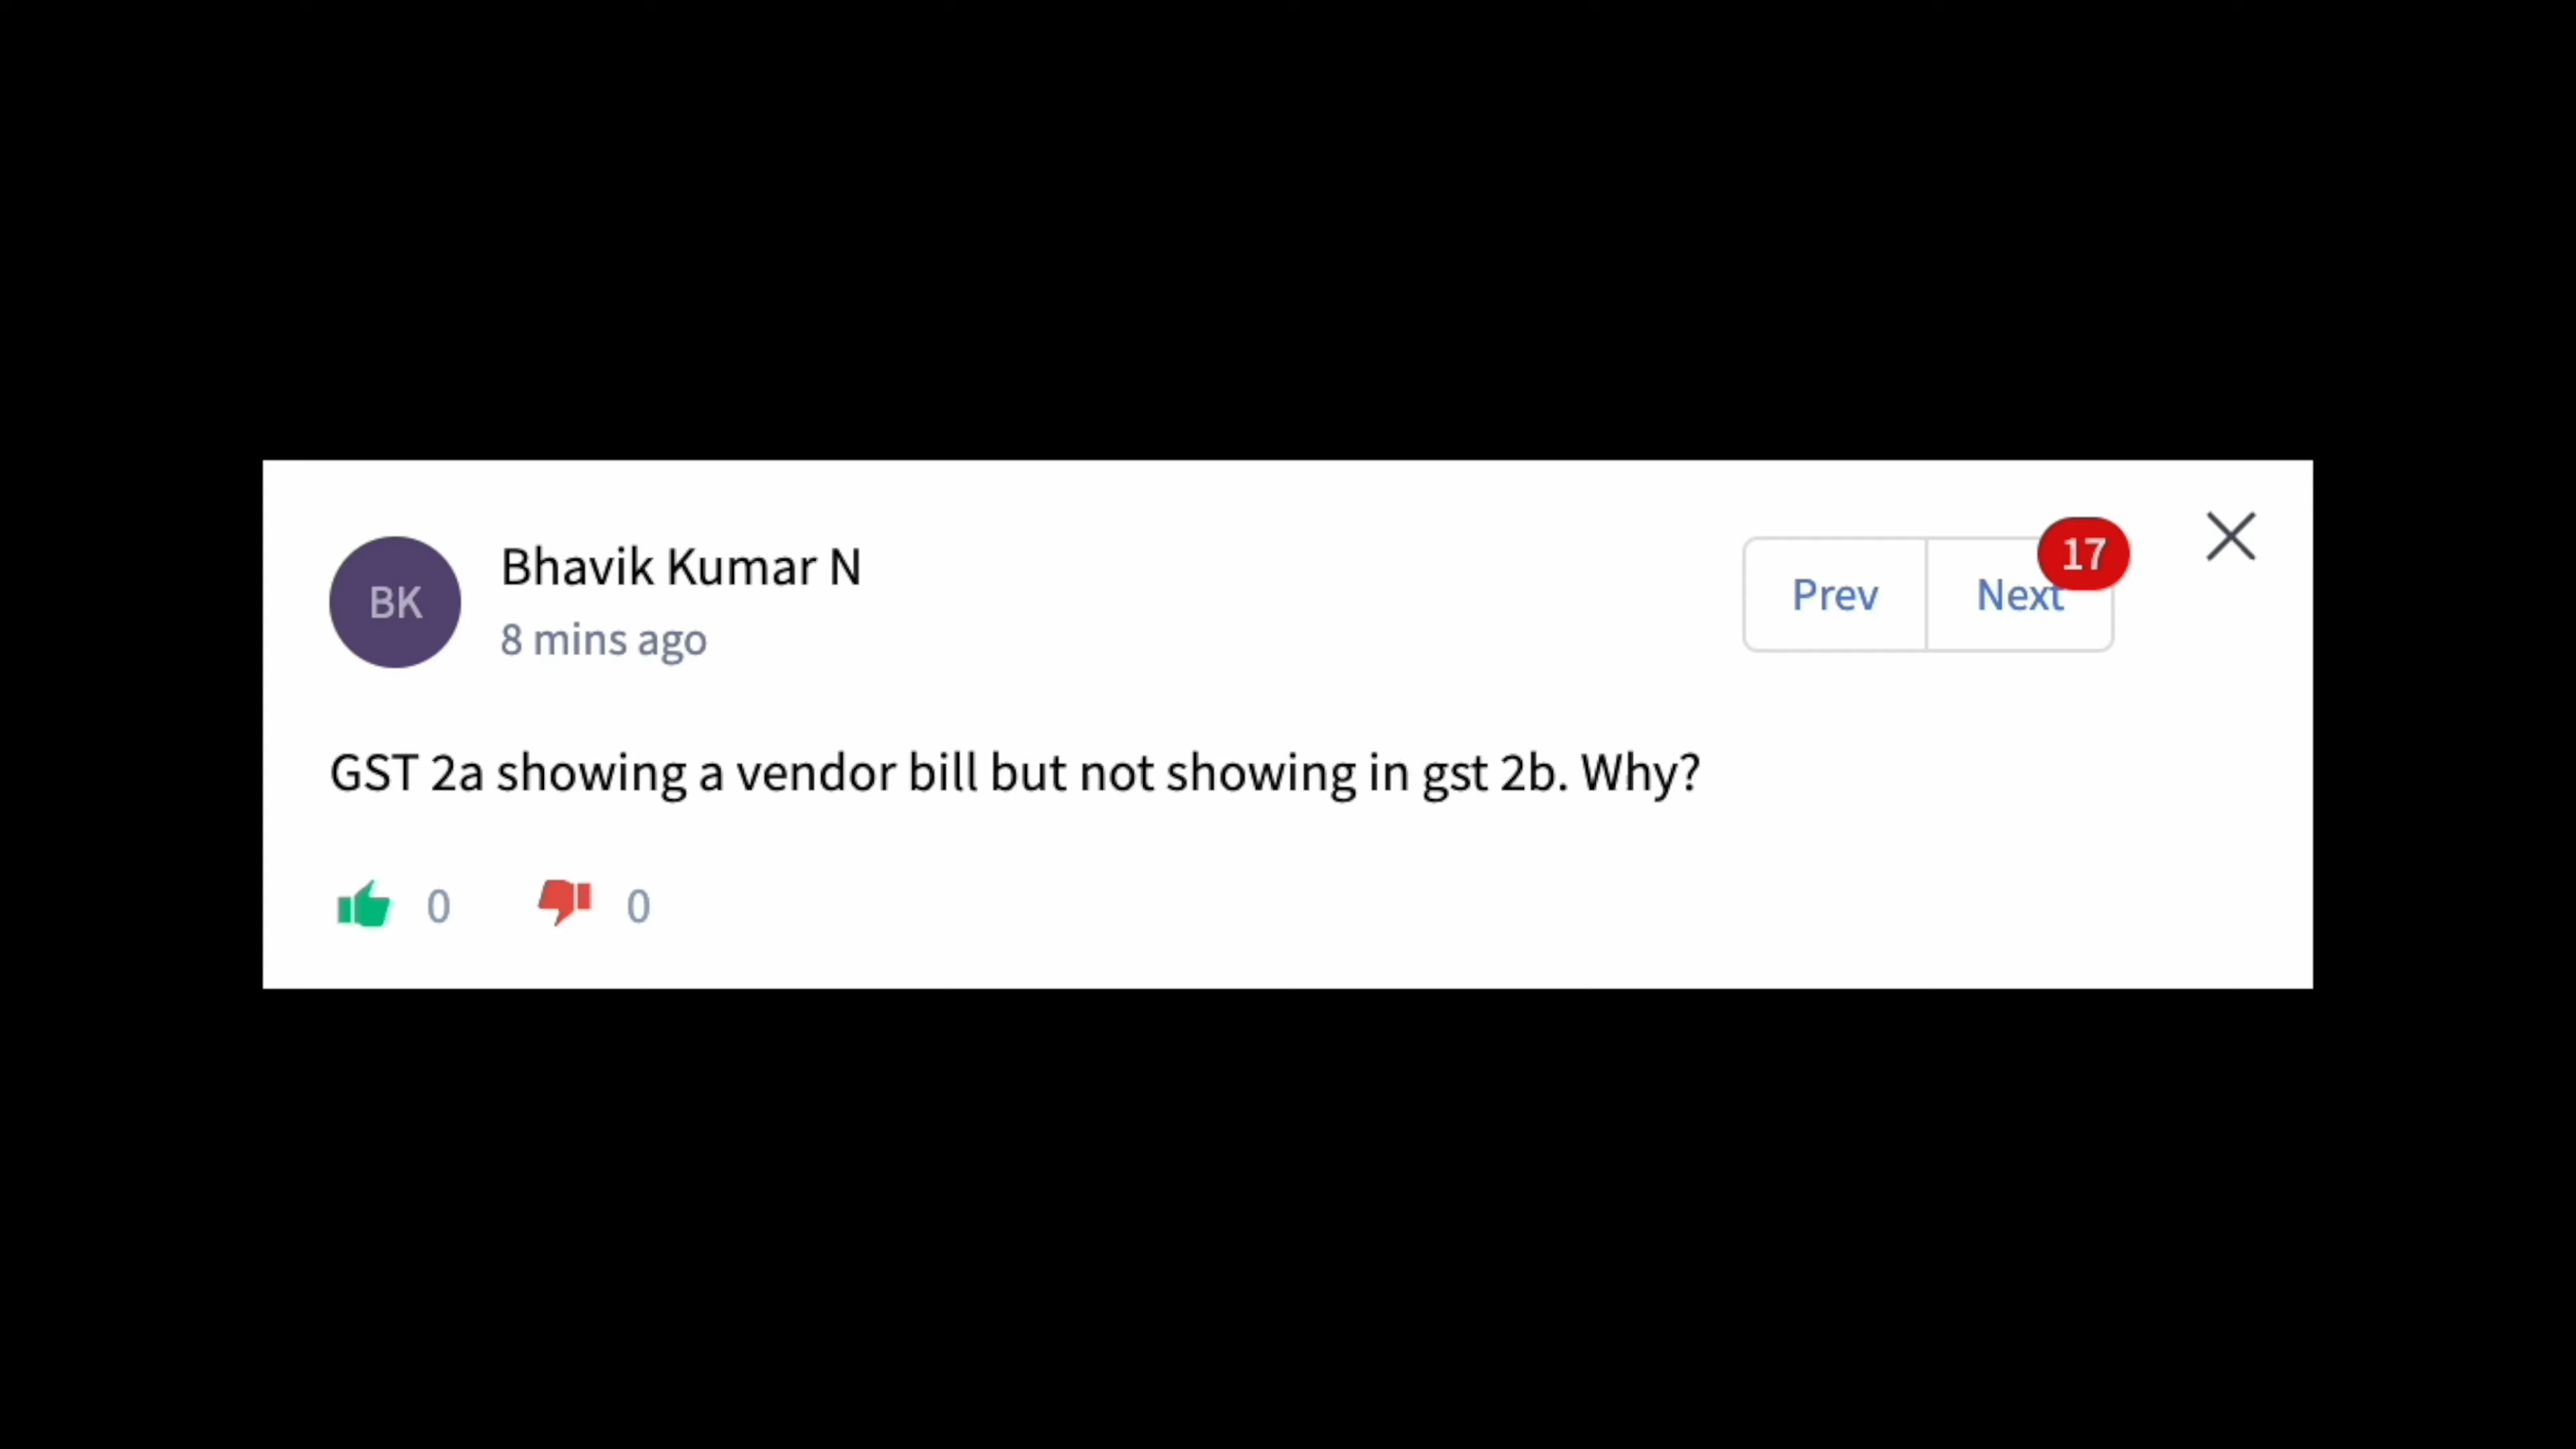 BK
Bhavik Kumar N
8 mins ago
Prev
Next
17
GST 2a showing a vendor bill but not showing in gst 2b. Why?
0
0